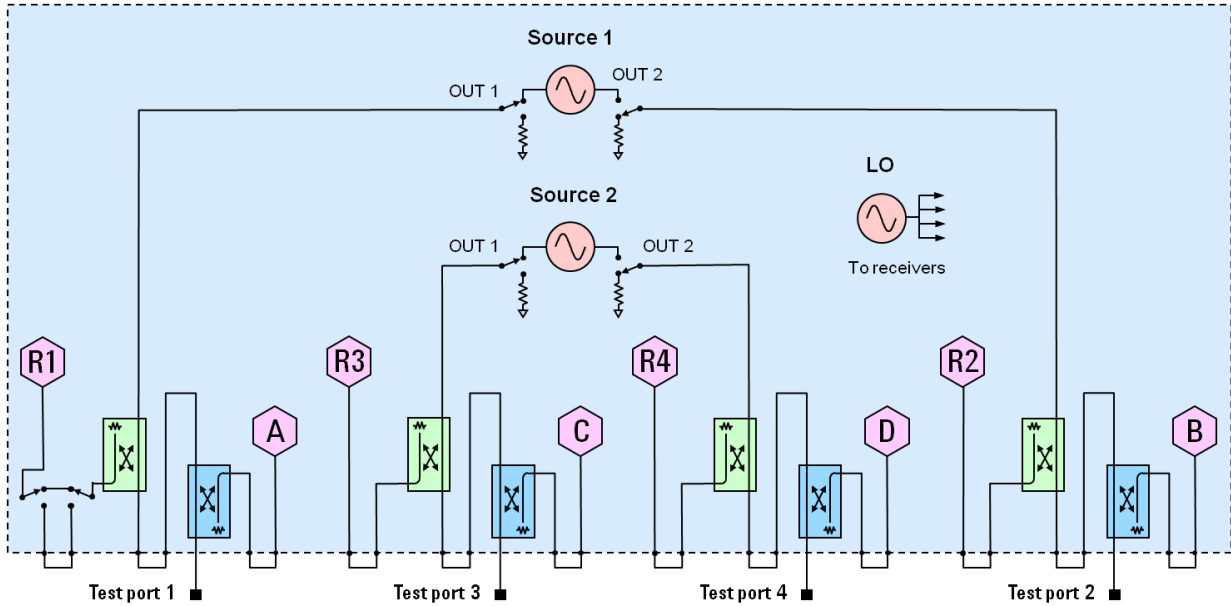 Source 1
OUT 1
OUT 2
LO
To receivers
Source 2
OUT 1
OUT 2
R1
R3
R4
R2
A
C
D
B
Test port 1
Test port 3
Test port 4
Test port 2